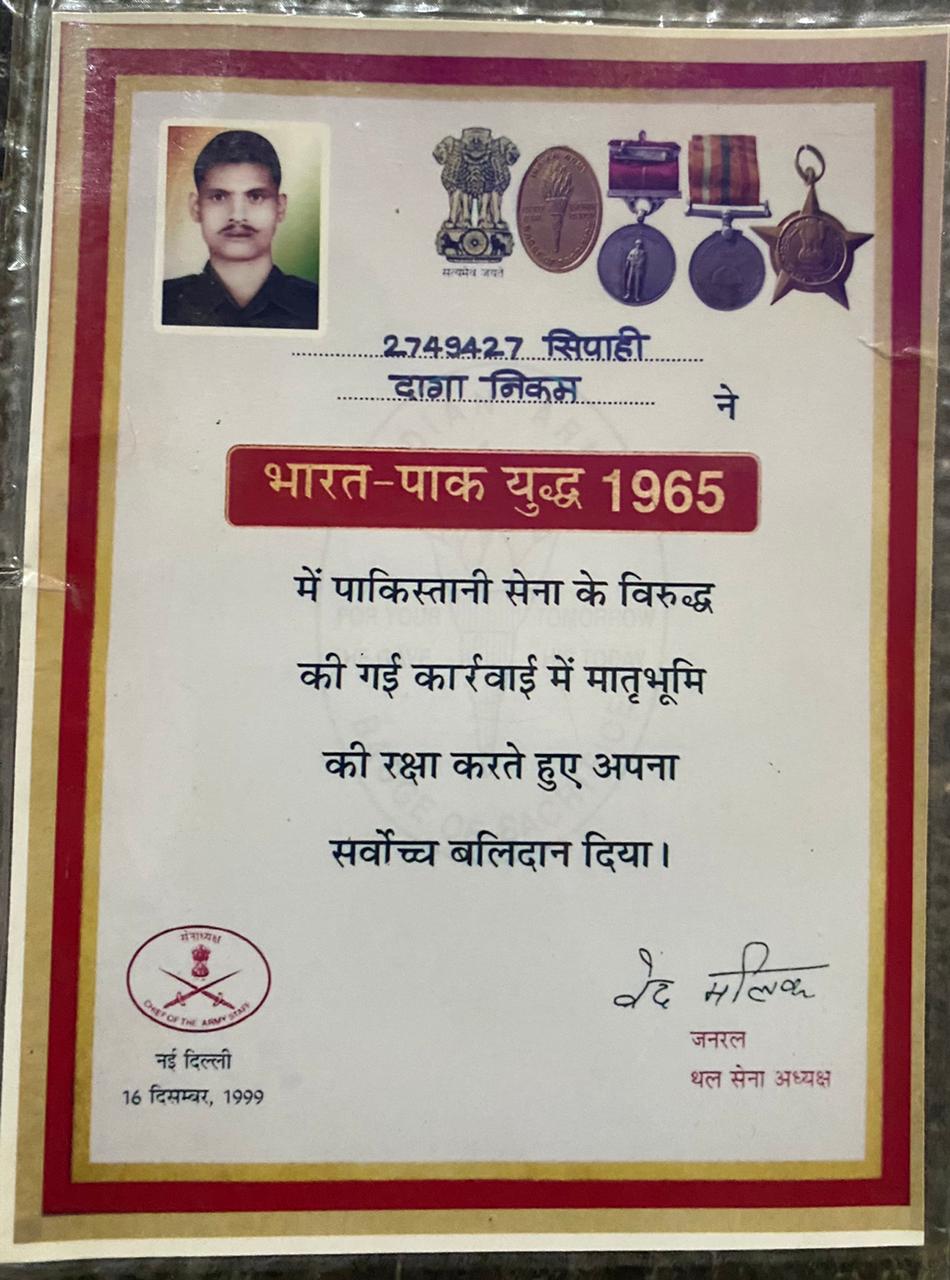 सत्यमेव जयते
2749427 सिपाही
दागा निकम ने
भारत-पाक युद्ध 1965
में पाकिस्तानी सेना के विरुद्ध
की गई कार्रवाई में मातृभूमि
की रक्षा करते हुए अपना
सर्वोच्च बलिदान दिया।
सेनाध्यक्ष
CHIEF OF THE ARMY STAFF
नई दिल्ली
16 दिसम्बर, 1999
वेद मलिक
जनरल
थल सेना अध्यक्ष